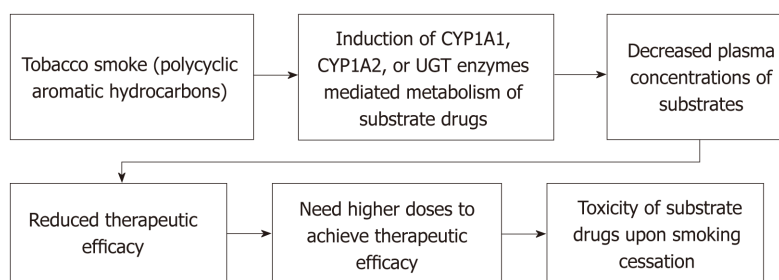 Tobacco smoke (polycyclic
aromatic hydrocarbons)
Induction of CYP1A1,
CYP1A2, or UGT enzymes
mediated metabolism of
substrate drugs
Decreased plasma
concentrations of
substrates
Reduced therapeutic
efficacy
Need higher doses to
achieve therapeutic
efficacy
Toxicity of substrate
drugs upon smoking
cessation